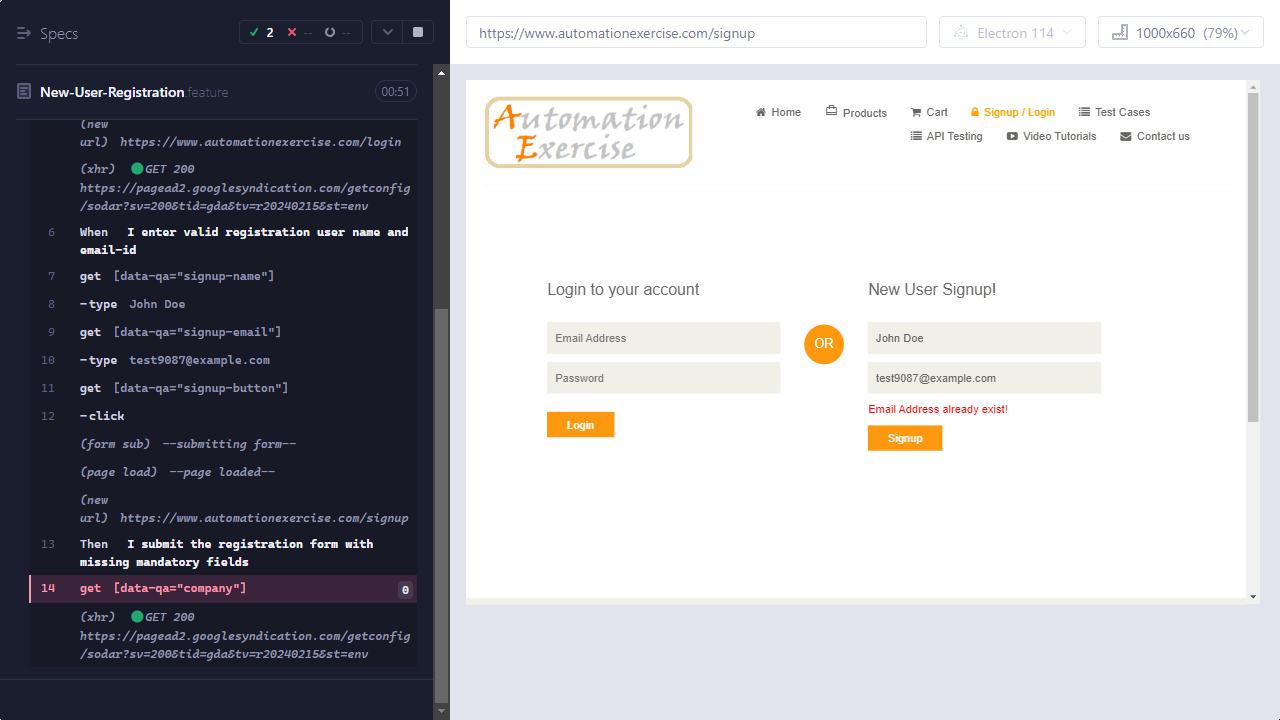 Specs
2 -- --
New-User-Registration.feature
00:51
(new
url) https://www.automationexercise.com/login
(xhr) GET 200
https://pagead2.googlesyndication.com/getconfig
/sodar?sv=200&tid=gda&tv=r20240215&st=env
6 When I enter valid registration user name and
email-id
7 get [data-qa="signup-name"]
8 -type John Doe
9 get [data-qa="signup-email"]
10 -type test9087@example.com
11 get [data-qa="signup-button"]
12 -click
(form sub) --submitting form--
(page load) --page loaded--
(new
url) https://www.automationexercise.com/signup
13 Then I submit the registration form with
missing mandatory fields
14 get [data-qa="company"] 0
(xhr) GET 200
https://pagead2.googlesyndication.com/getconfig
/sodar?sv=200&tid=gda&tv=r20240215&st=env
https://www.automationexercise.com/signup
Electron 114
1000x660 (79%)
Automation
Exercise
Home Products Cart Signup / Login Test Cases
API Testing Video Tutorials Contact us
Login to your account
Email Address
Password
Login
OR
New User Signup!
John Doe
test9087@example.com
Email Address already exist!
Signup